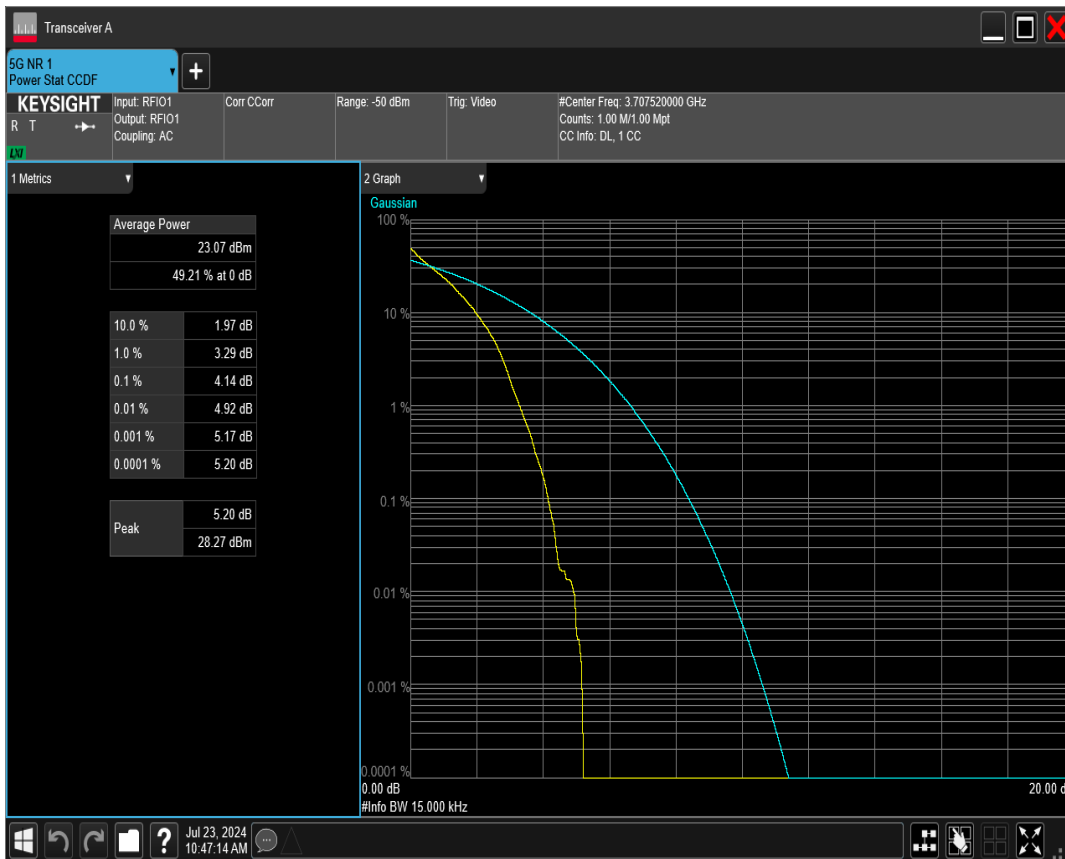 Transceiver A
5G NR 1
Power Stat CCDF
+
KEYSIGHT
R T
LXI
Input: RFIO1
Output: RFIO1
Coupling: AC
Corr CCorr
Range: -50 dBm
Trig: Video
#Center Freq: 3.707520000 GHz
Counts: 1.00 M/1.00 Mpt
CC Info: DL, 1 CC
1 Metrics
Average Power
23.07 dBm
49.21 % at 0 dB
10.0 % 1.97 dB
1.0 % 3.29 dB
0.1 % 4.14 dB
0.01 % 4.92 dB
0.001 % 5.17 dB
0.0001 % 5.20 dB
Peak
5.20 dB
28.27 dBm
2 Graph
Gaussian
100 %
10 %
1 %
0.1 %
0.01 %
0.001 %
0.0001 %
0.00 dB
20.00 d
#Info BW 15.000 kHz
?
Jul 23, 2024
10:47:14 AM